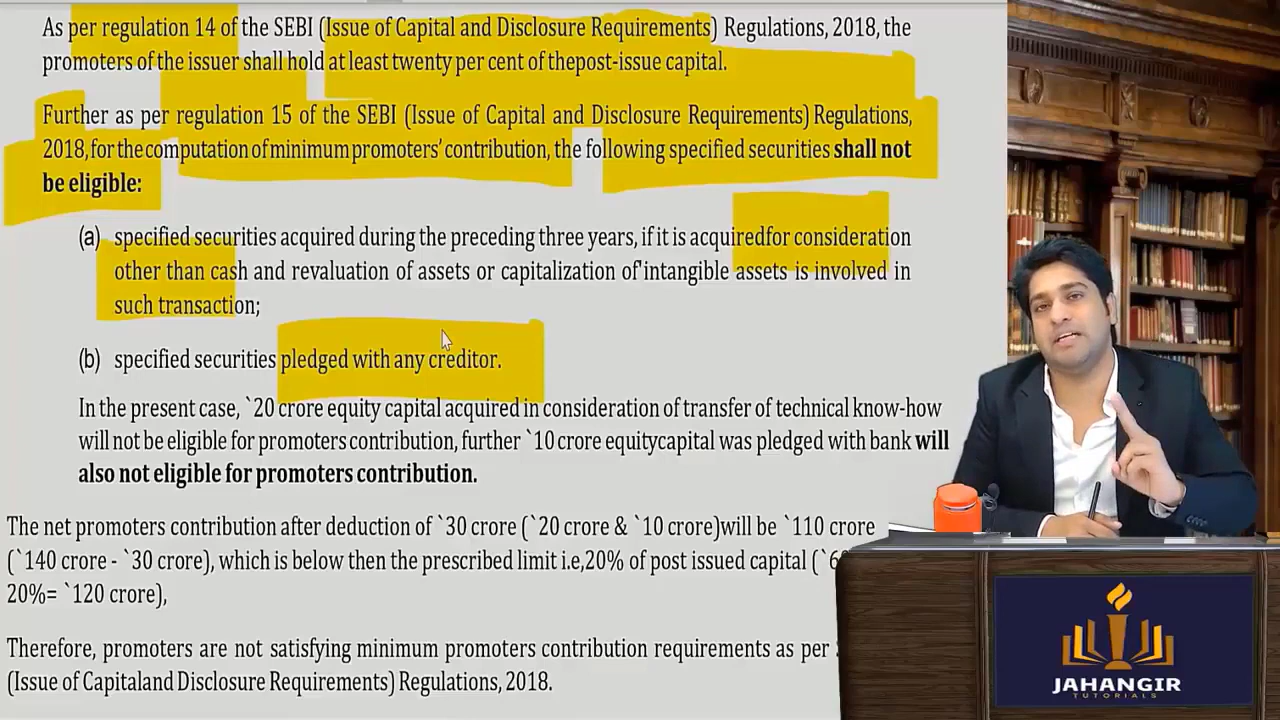 As per regulation 14 of the SEBI (Issue of Capital and Disclosure Requirements) Regulations, 2018, the
promoters of the issuer shall hold at least twenty per cent of thepost-issue capital.
Further as per regulation 15 of the SEBI (Issue of Capital and Disclosure Requirements) Regulations,
2018,for the computation of minimum promoters' contribution, the following specified securities shall not
be eligible:
(a) specified securities acquired during the preceding three years, if it is acquiredfor consideration
other than cash and revaluation of assets or capitalization of intangible assets is involved in
such transaction;
(b) specified securities pledged with any creditor.
In the present case, `20 crore equity capital acquired in consideration of transfer of technical know-how
will not be eligible for promoters contribution, further `10 crore equitycapital was pledged with bank will
also not eligible for promoters contribution.
The net promoters contribution after deduction of `30 crore (`20 crore & `10 crore)will be `110 crore
(`140 crore - `30 crore), which is below then the prescribed limit i.e,20% of post issued capital
20%= `120 crore),
Therefore, promoters are not satisfying minimum promoters contribution requirements as per
(Issue of Capitaland Disclosure Requirements) Regulations, 2018.
JAHANGIR
TUTORIALS